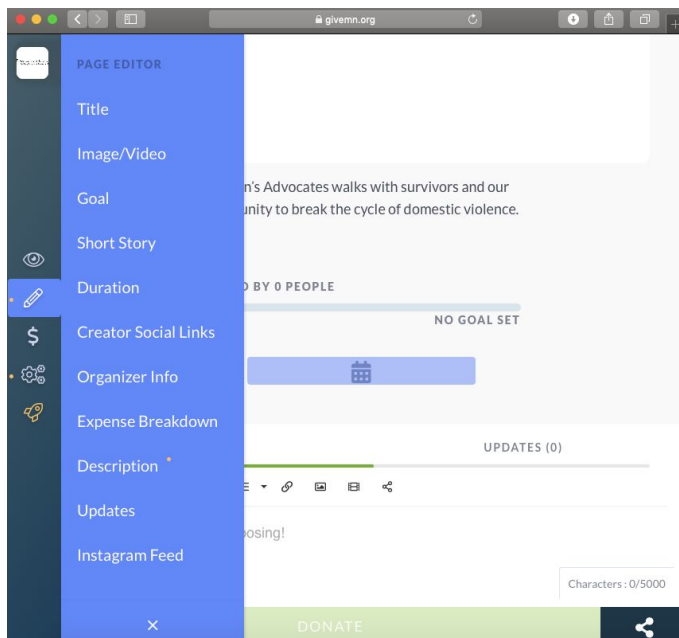 givemn.org
PAGE EDITOR
Title
Image/Video
Goal
Short Story
Duration
Creator Social Links
Organizer Info
Expense Breakdown
Description
Updates
Instagram Feed
n's Advocates walks with survivors and our
unity to break the cycle of domestic violence.
D BY 0 PEOPLE
NO GOAL SET
UPDATES (0)
osing!
Characters : 0/5000
DONATE